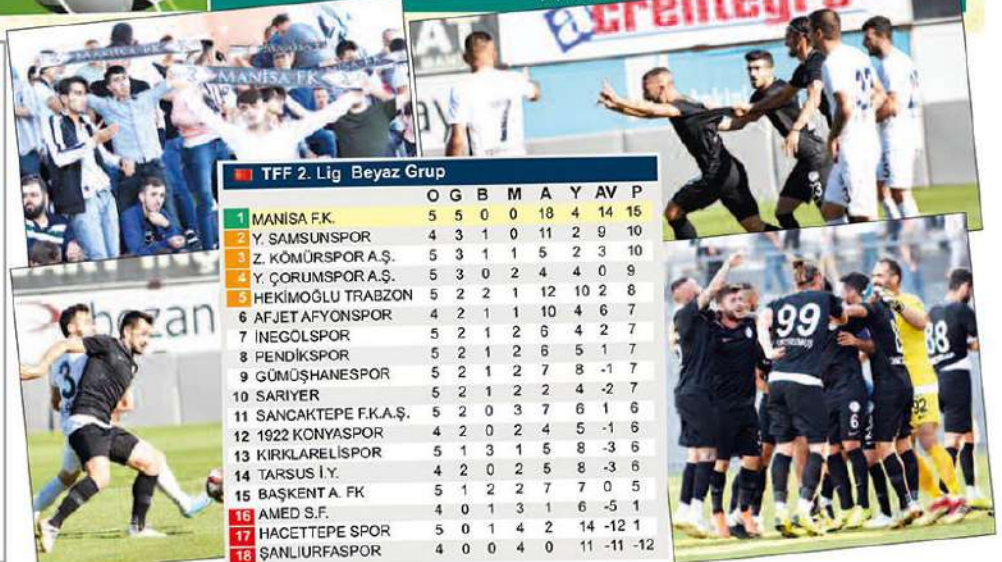 MANİSA FK
MANİSA FK
7
99
88
92
6
3
TFF 2. Lig Beyaz Grup
O G B M A Y AV P
1 MANİSA F.K. 5 5 0 0 18 4 14 15
2 Y. SAMSUNSPOR 4 3 1 0 11 2 9 10
3 Z. KÖMÜRSPOR A.Ş. 5 3 1 1 5 2 3 10
4 Y. ÇORUMSPOR A.Ş. 5 3 0 2 4 4 0 9
5 HEKİMOĞLU TRABZON 5 2 2 1 12 10 2 8
6 AFJET AFYONSPOR 4 2 1 1 10 4 6 7
7 İNEGÖLSPOR 5 2 1 2 6 4 2 7
8 PENDİKSPOR 5 2 1 2 6 5 1 7
9 GÜMÜŞHANESPOR 5 2 1 2 7 8 -1 7
10 SARIYER 5 2 1 2 2 4 -2 7
11 SANCAKTEPE F.K.A.Ş. 5 2 0 3 7 6 1 6
12 1922 KONYASPOR 4 2 0 2 4 5 -1 6
13 KIRKLARELİSPOR 5 1 3 1 5 8 -3 6
14 TARSUS İ.Y. 4 2 0 2 5 8 -3 6
15 BAŞKENT A. FK 5 1 2 2 7 7 0 5
16 AMED S.F. 4 0 1 3 1 6 -5 1
17 HACETTEPE SPOR 5 0 1 4 2 14 -12 1
18 ŞANLIURFASPOR 4 0 0 4 0 11 -11 -12